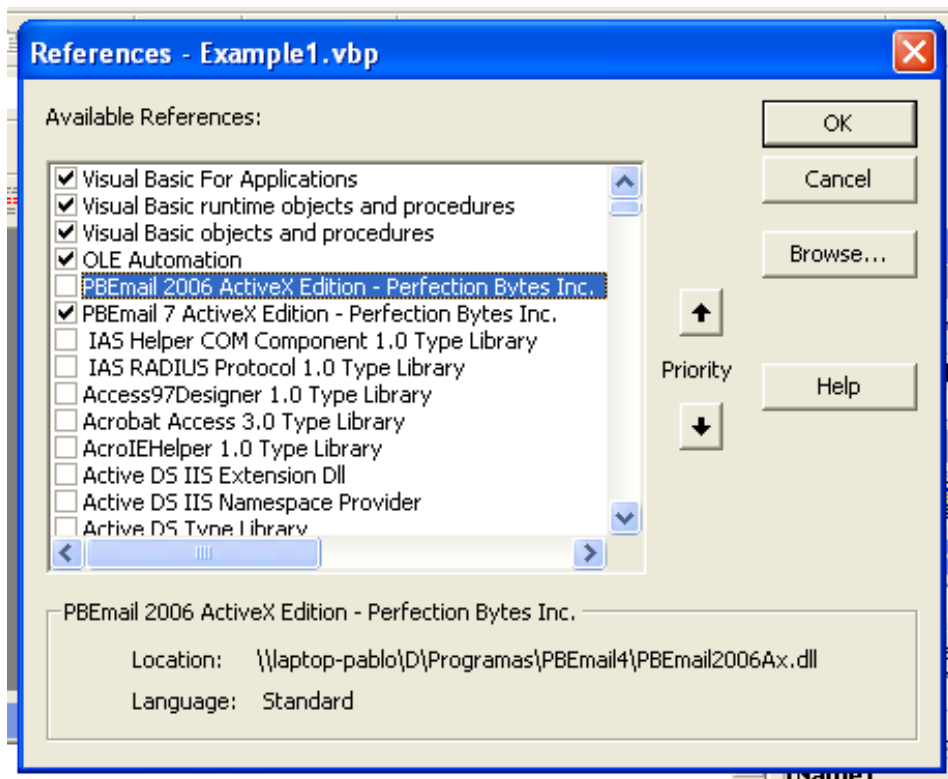 References - Example1.vbp
Available References:
OK
Visual Basic For Applications
Cancel
Visual Basic runtime objects and procedures
Visual Basic objects and procedures
Browse...
OLE Automation
PBEmail 2006 ActiveX Edition - Perfection Bytes Inc.
PBEmail 7 ActiveX Edition - Perfection Bytes Inc.
IAS Helper COM Component 1.0 Type Library
IAS RADIUS Protocol 1.0 Type Library
Priority
Access97Designer 1.0 Type Library
Help
Acrobat Access 3.0 Type Library
AcroIEHelper 1.0 Type Library
Active DS IIS Extension Dll
Active DS IIS Namespace Provider
Active DS Type Library
PBEmail 2006 ActiveX Edition - Perfection Bytes Inc.
Location: \\laptop-pablo\D\Programas\PBEmail4\PBEmail2006Ax.dll
Language: Standard